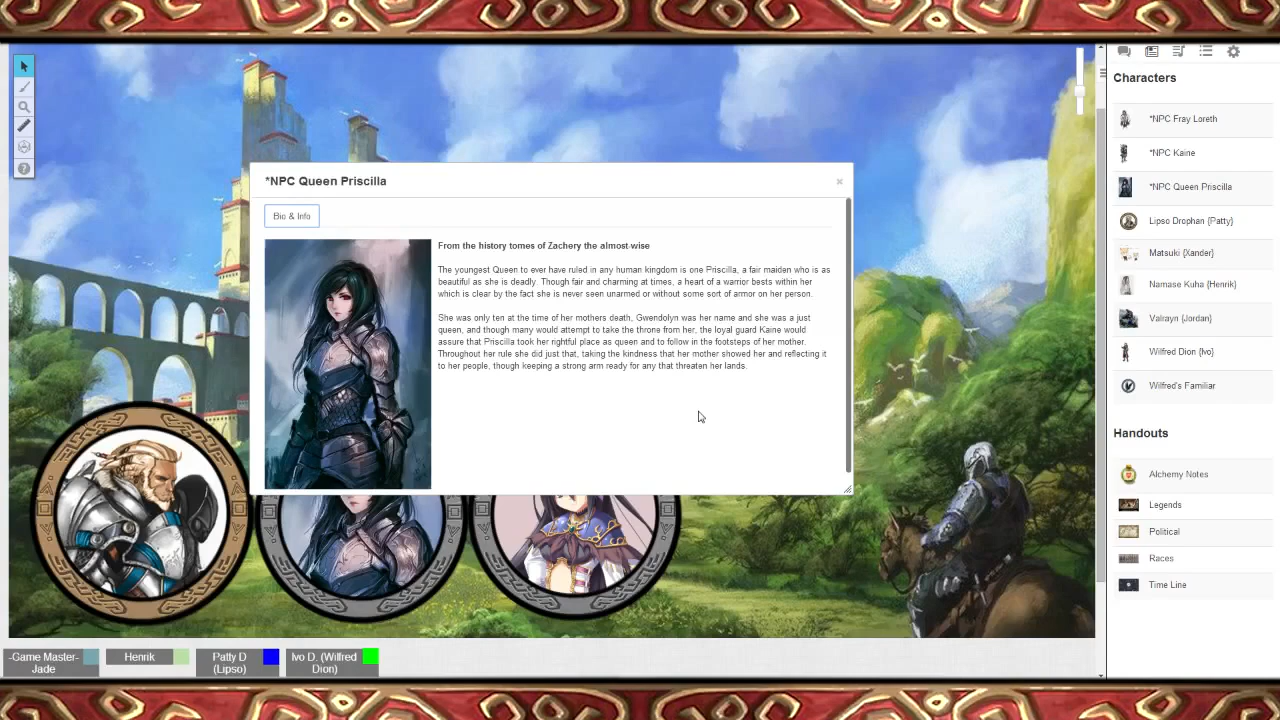 Characters
*NPC Fray Loreth
*NPC Kaine
*NPC Queen Priscilla
Lipso Drophan {Patty}
Matsuki {Xander}
Namase Kuha {Henrik}
Valrayn {Jordan}
Wilfred Dion {Ivo}
Wilfred's Familiar
Handouts
Alchemy Notes
Legends
Political
Races
Time Line
*NPC Queen Priscilla
×
Bio & Info
From the history tomes of Zachery the almost-wise
The youngest Queen to ever have ruled in any human kingdom is one Priscilla, a fair maiden who is as
beautiful as she is deadly. Though fair and charming at times, a heart of a warrior bests within her
which is clear by the fact she is never seen unarmed or without some sort of armor on her person.
She was only ten at the time of her mothers death, Gwendolyn was her name and she was a just
queen, and though many would attempt to take the throne from her, the loyal guard Kaine would
assure that Priscilla took her rightful place as queen and to follow in the footsteps of her mother.
Throughout her rule she did just that, taking the kindness that her mother showed her and reflecting it
to her people, though keeping a strong arm ready for any that threaten her lands.
-Game Master-
Jade
Henrik
Patty D
(Lipso)
Ivo D. (Wilfred
Dion)